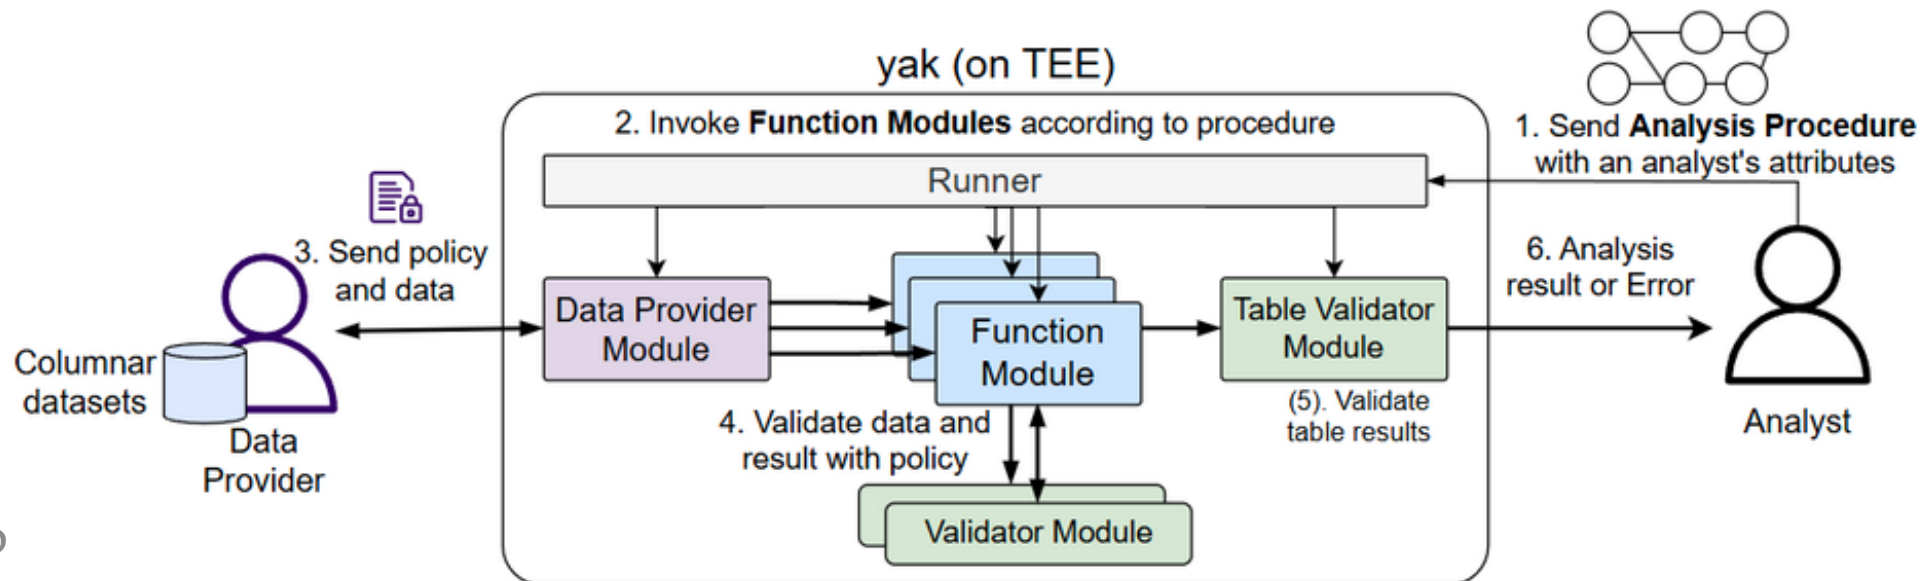 yak (on TEE)
2. Invoke Function Modules according to procedure
1. Send Analysis Procedure
with an analyst's attributes
Runner
3. Send policy
and data
6. Analysis
result or Error
Data Provider
Module
Function
Module
Table Validator
Module
Columnar
datasets
Data
Provider
4. Validate data and
result with policy
(5). Validate
table results
Analyst
Validator Module